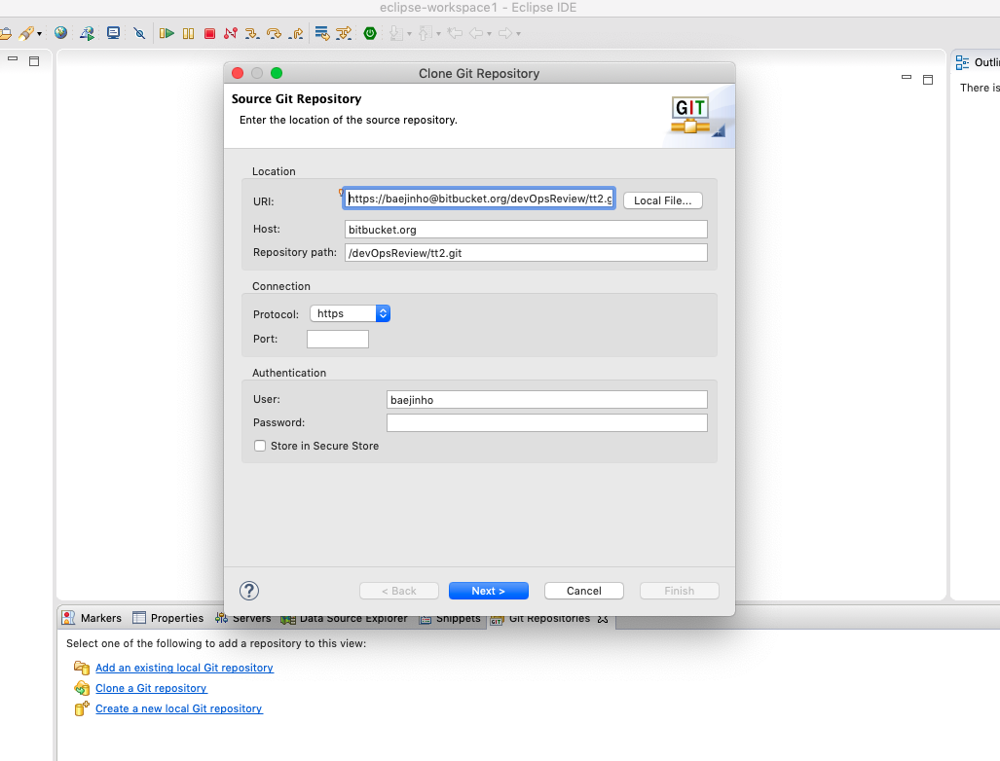 eclipse-workspace1 - Eclipse IDE
Clone Git Repository
Source Git Repository
Enter the location of the source repository.
GIT
Location
URI: https://baejinho@bitbucket.org/devOpsReview/tt2.g Local File...
Host: bitbucket.org
Repository path: /devOpsReview/tt2.git
Connection
Protocol: https
Port:
Authentication
User: baejinho
Password:
Store in Secure Store
? < Back Next > Cancel Finish
Outli
There is
Markers Properties Servers Data Source Explorer Snippets Git Repositories
Select one of the following to add a repository to this view:
Add an existing local Git repository
Clone a Git repository
Create a new local Git repository